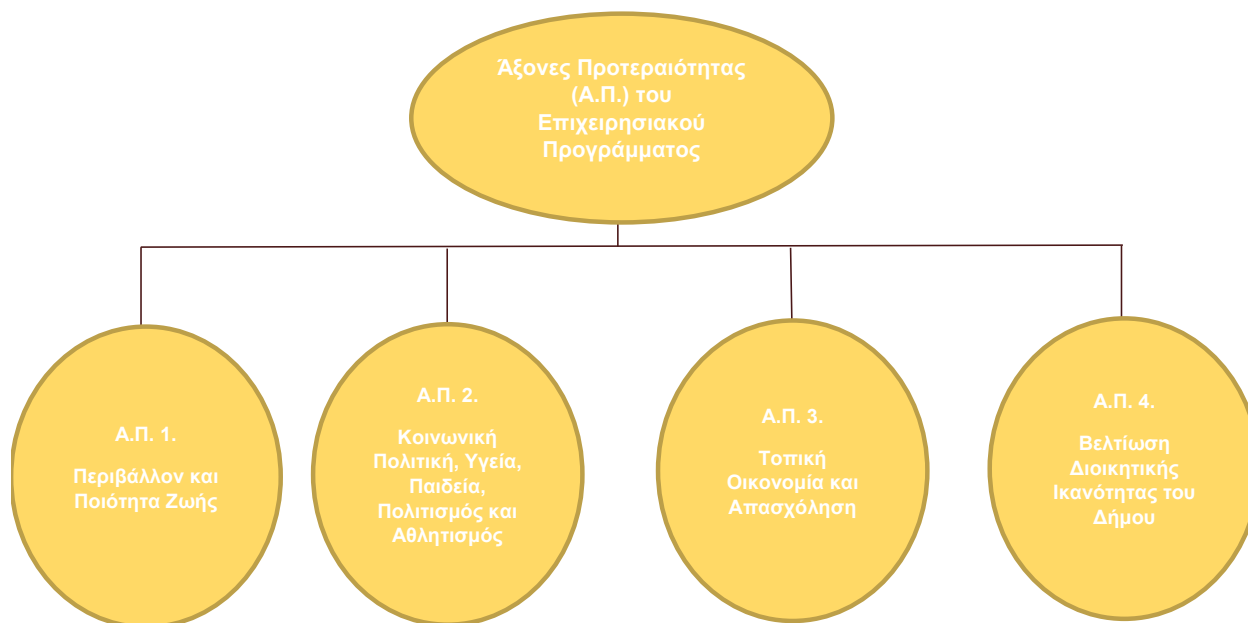 Άξονες Προτεραιότητας
(Α.Π.) του
Επιχειρησιακού
Προγράμματος
Α.Π. 1.
Περιβάλλον και
Ποιότητα Ζωής
Α.Π. 2.
Κοινωνική
Πολιτική, Υγεία,
Παιδεία,
Πολιτισμός και
Αθλητισμός
Α.Π. 3.
Τοπική
Οικονομία και
Απασχόληση
Α.Π. 4.
Βελτίωση
Διοικητικής
Ικανότητας του
Δήμου